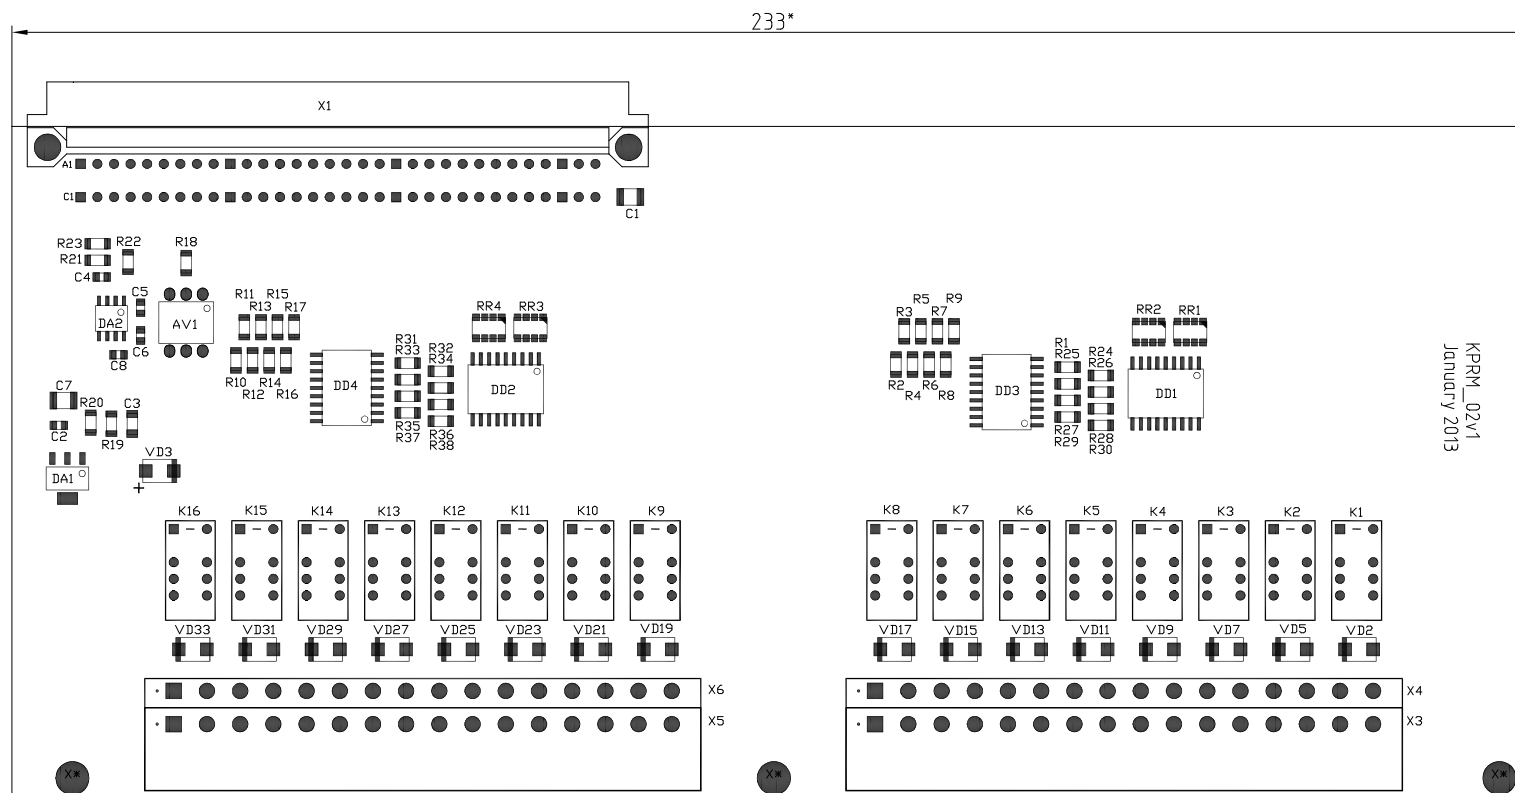 233*
X1
A1
C1
C1
R23
R22
R18
R21
C4
C5
DA2
AV1
C6
C8
R11 R15
R13 R17
R10 R14
R12 R16
DD4
R31
R33
R32
R34
R35
R37
R36
R38
RR4 RR3
DD2
R5 R9
R3 R7
R2 R6
R4 R8
DD3
R1
R25
R24
R26
R27
R29
R28
R30
RR2 RR1
DD1
KPRM_02v1
January 2013
C7
R20
C3
C2
R19
VD3
+
DA1
K16 K15 K14 K13 K12 K11 K10 K9
K8 K7 K6 K5 K4 K3 K2 K1
VD33 VD31 VD29 VD27 VD25 VD23 VD21 VD19
VD17 VD15 VD13 VD11 VD9 VD7 VD5 VD2
X6
X4
X5
X3
X*
X*
X*